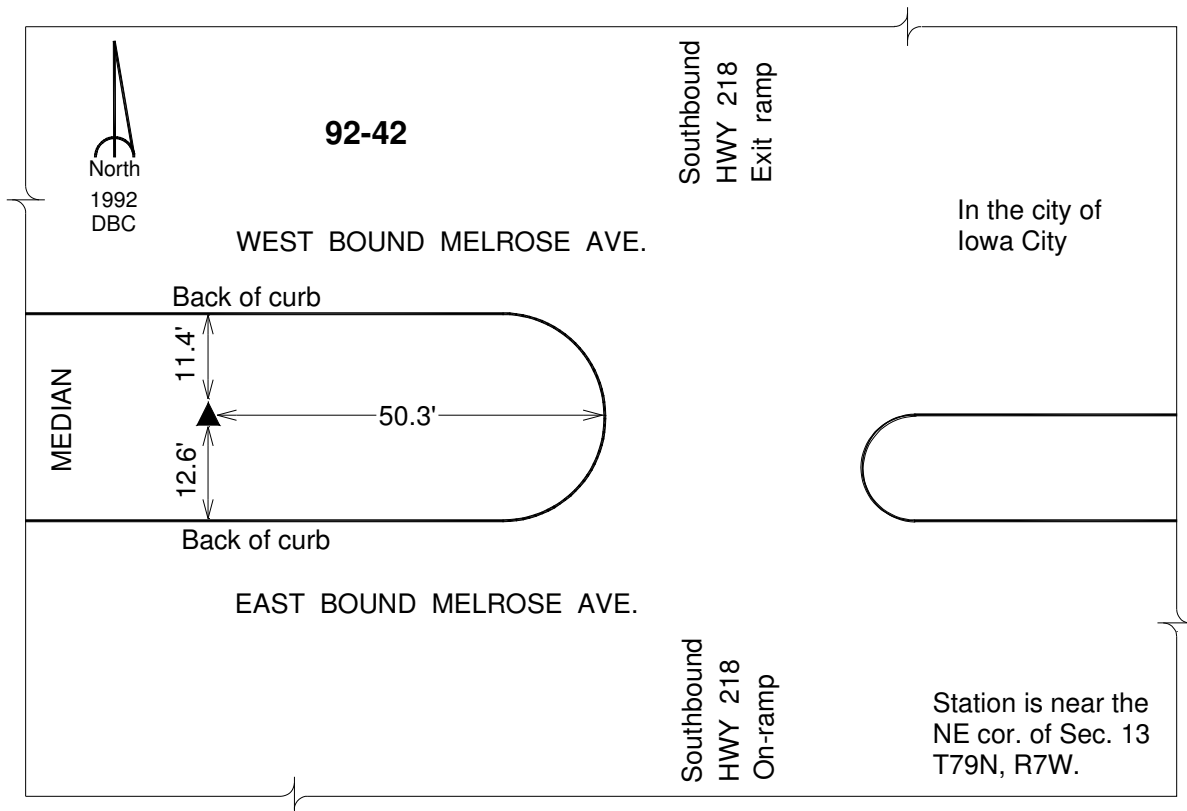 92-42
North
1992
DBC
Southbound
HWY 218
Exit ramp
In the city of
Iowa City
WEST BOUND MELROSE AVE.
Back of curb
11.4'
MEDIAN
50.3'
12.6'
Back of curb
EAST BOUND MELROSE AVE.
Southbound
HWY 218
On-ramp
Station is near the
NE cor. of Sec. 13
T79N, R7W.